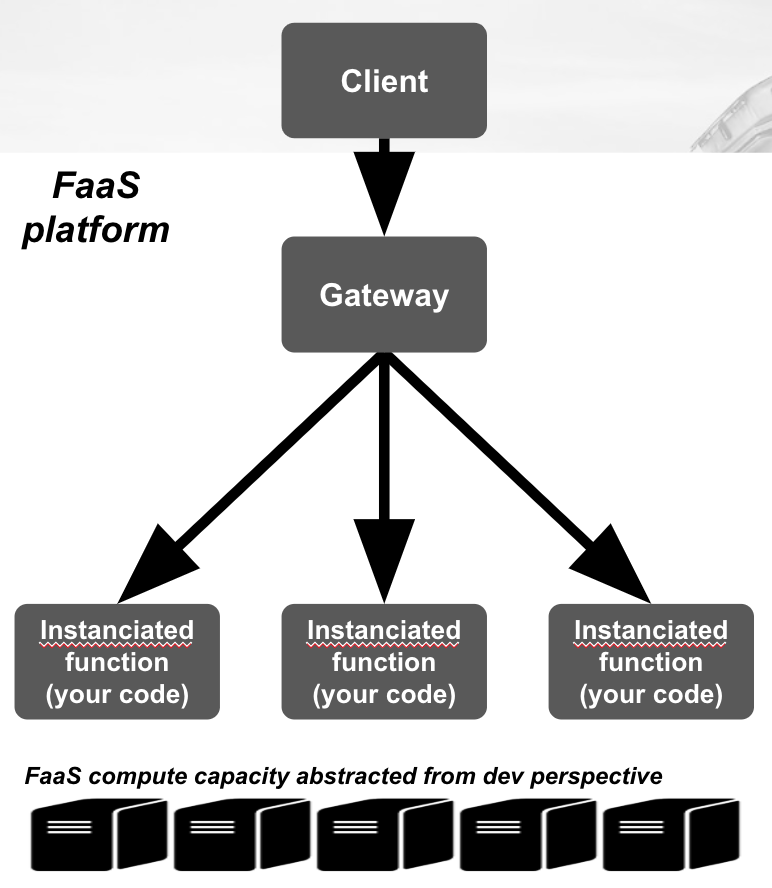 Client
FaaS
platform
Gateway
Instanciated
function
(your code)
Instanciated
function
(your code)
Instanciated
function
(your code)
FaaS compute capacity abstracted from dev perspective